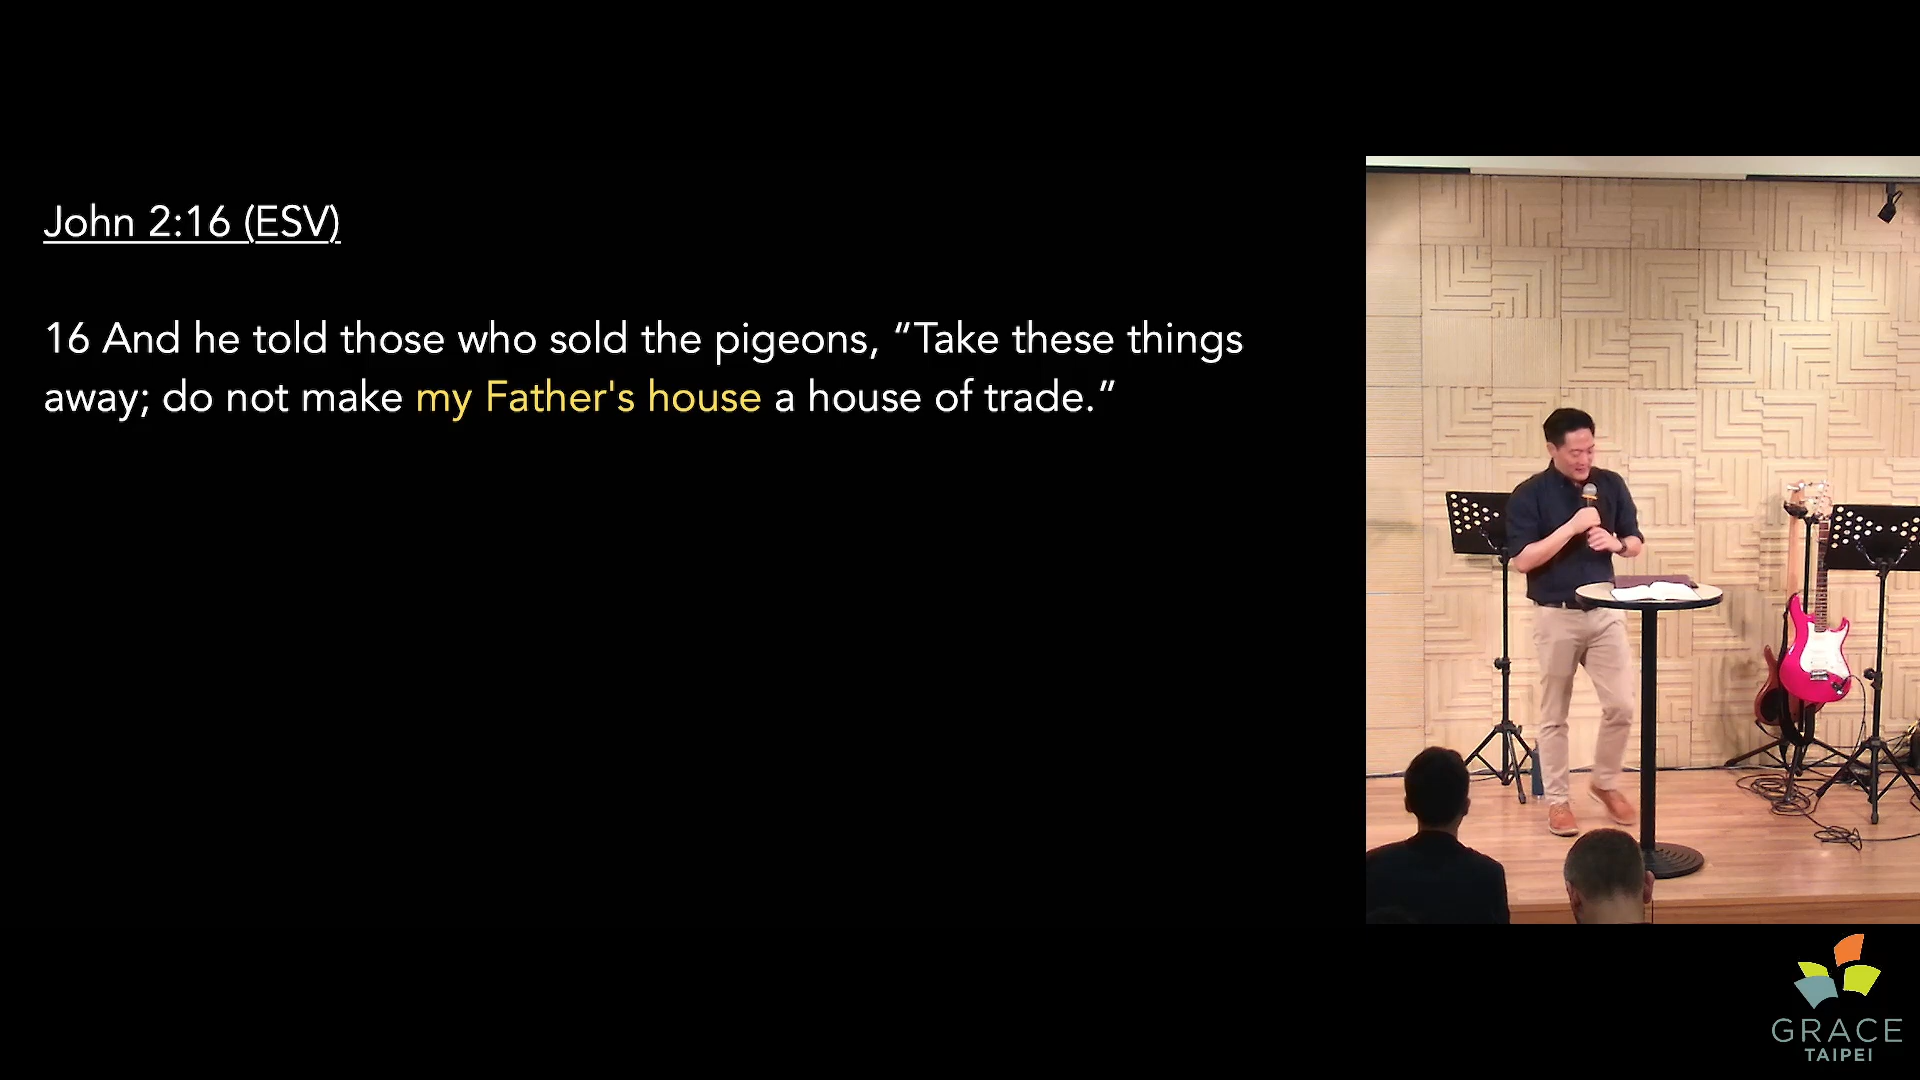 John 2:16 (ESV)
16 And he told those who sold the pigeons, “Take these things
away; do not make my Father's house a house of trade.”
GRACE
TAIPEI